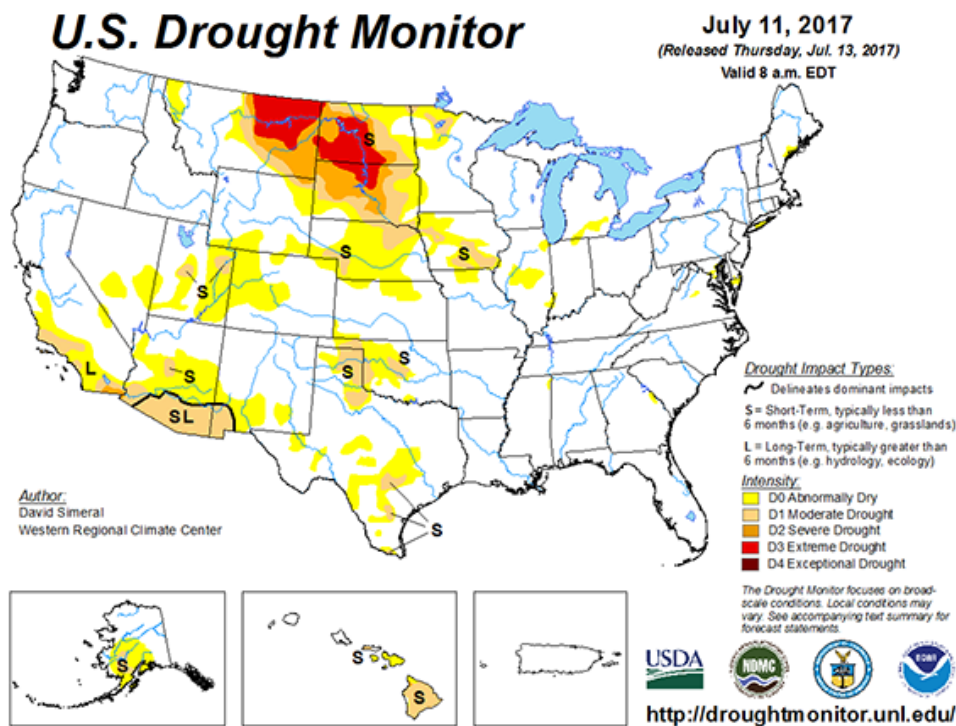 U.S. Drought Monitor
July 11, 2017
(Released Thursday, Jul. 13, 2017)
Valid 8 a.m. EDT
S
S
S
S
L
S
S
S
SL
S
Drought Impact Types:
Delineates dominant impacts
S = Short-Term, typically less than
6 months (e.g. agriculture, grasslands)
L = Long-Term, typically greater than
6 months (e.g. hydrology, ecology)
Intensity:
D0 Abnormally Dry
D1 Moderate Drought
D2 Severe Drought
D3 Extreme Drought
D4 Exceptional Drought
Author:
David Simeral
Western Regional Climate Center
The Drought Monitor focuses on broad-
scale conditions. Local conditions may
vary. See accompanying text summary for
forecast statements.
S
S
S
USDA
NDMC
NOAA
http://droughtmonitor.unl.edu/